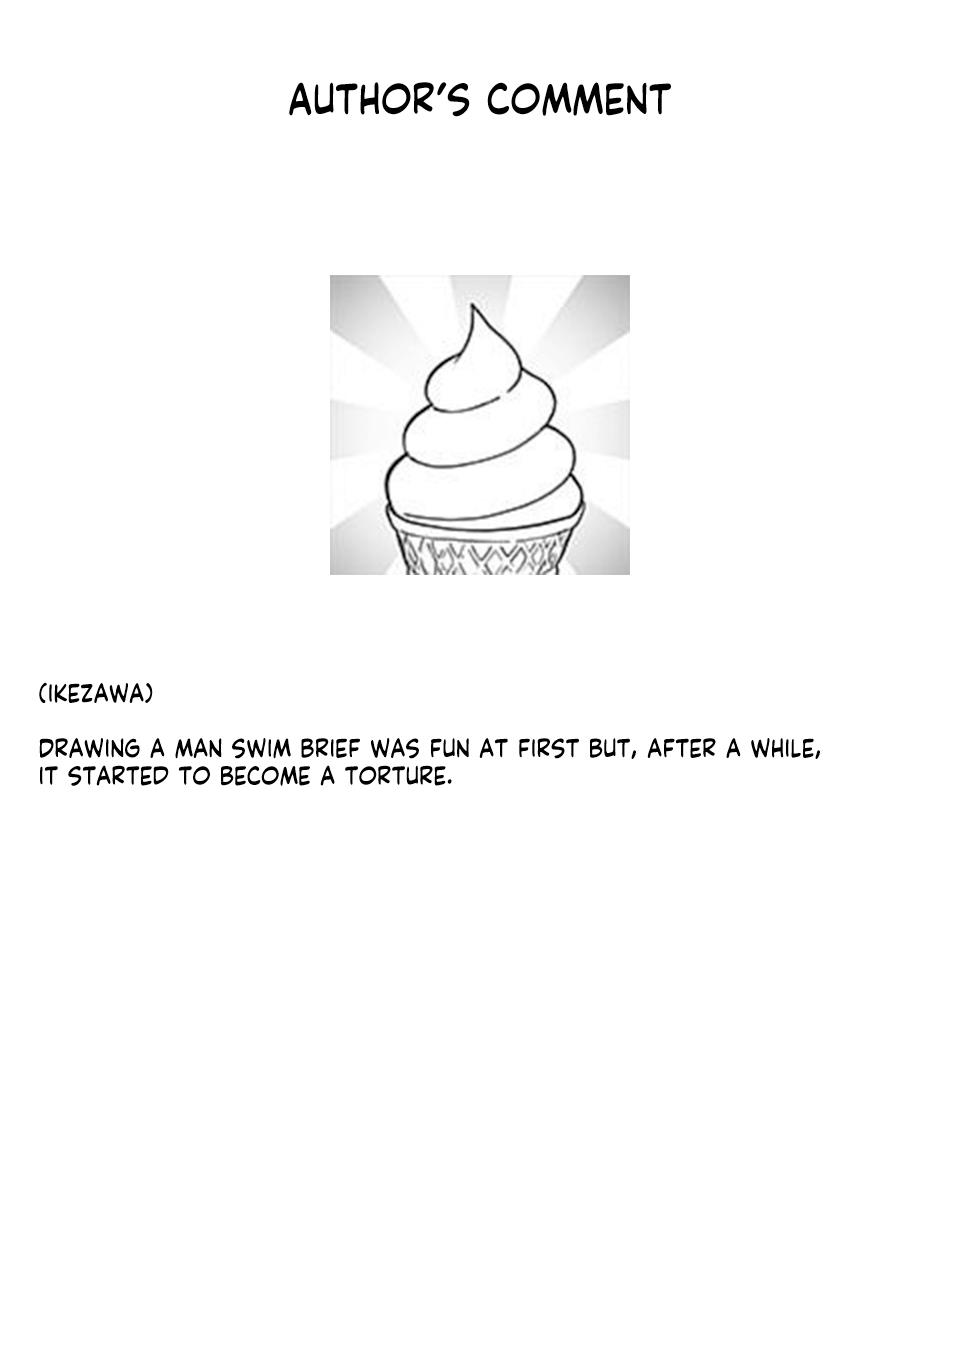 AUTHOR'S COMMENT
(IKEZAWA)
DRAWING A MAN SWIM BRIEF WAS FUN AT FIRST BUT, AFTER A WHILE,
IT STARTED TO BECOME A TORTURE.